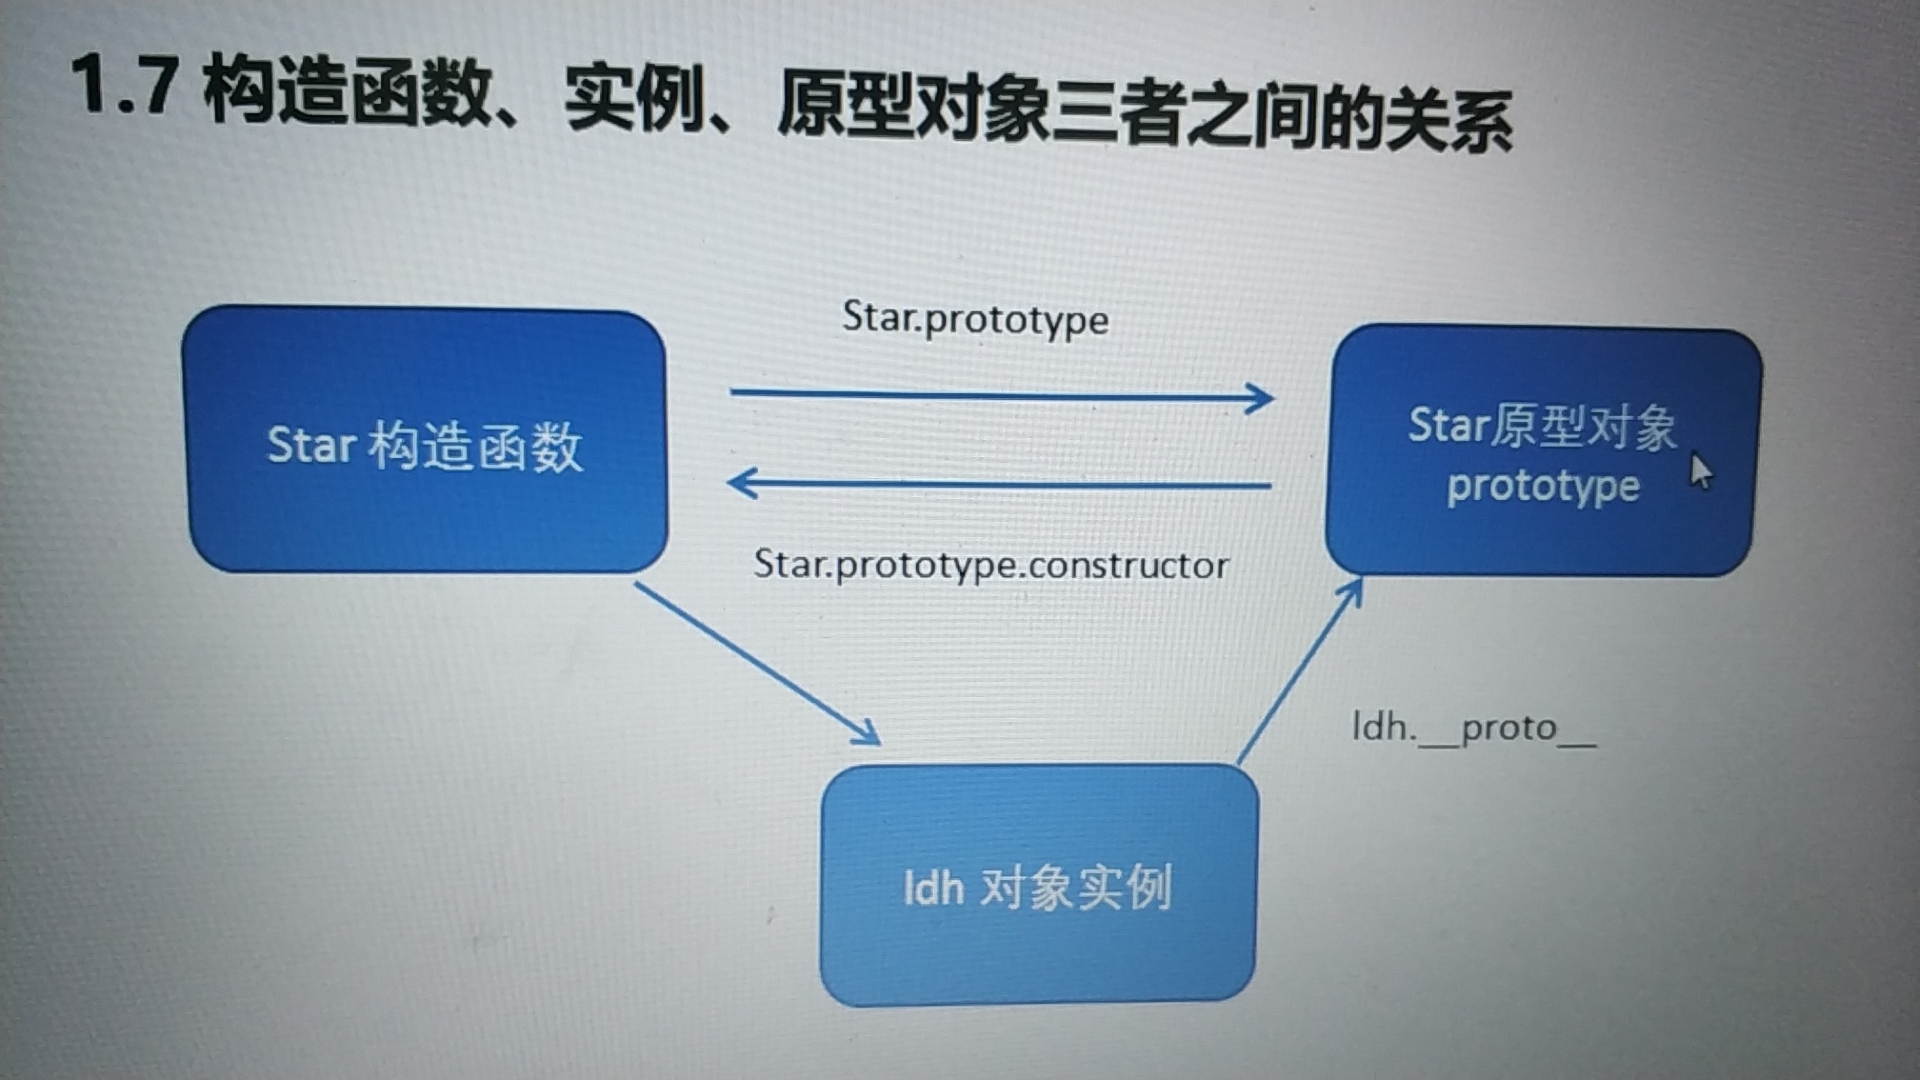 1.7 构造函数、实例、原型对象三者之间的关系
Star.prototype
Star 构造函数
Star原型对象
prototype
Star.prototype.constructor
ldh.__proto__
ldh 对象实例